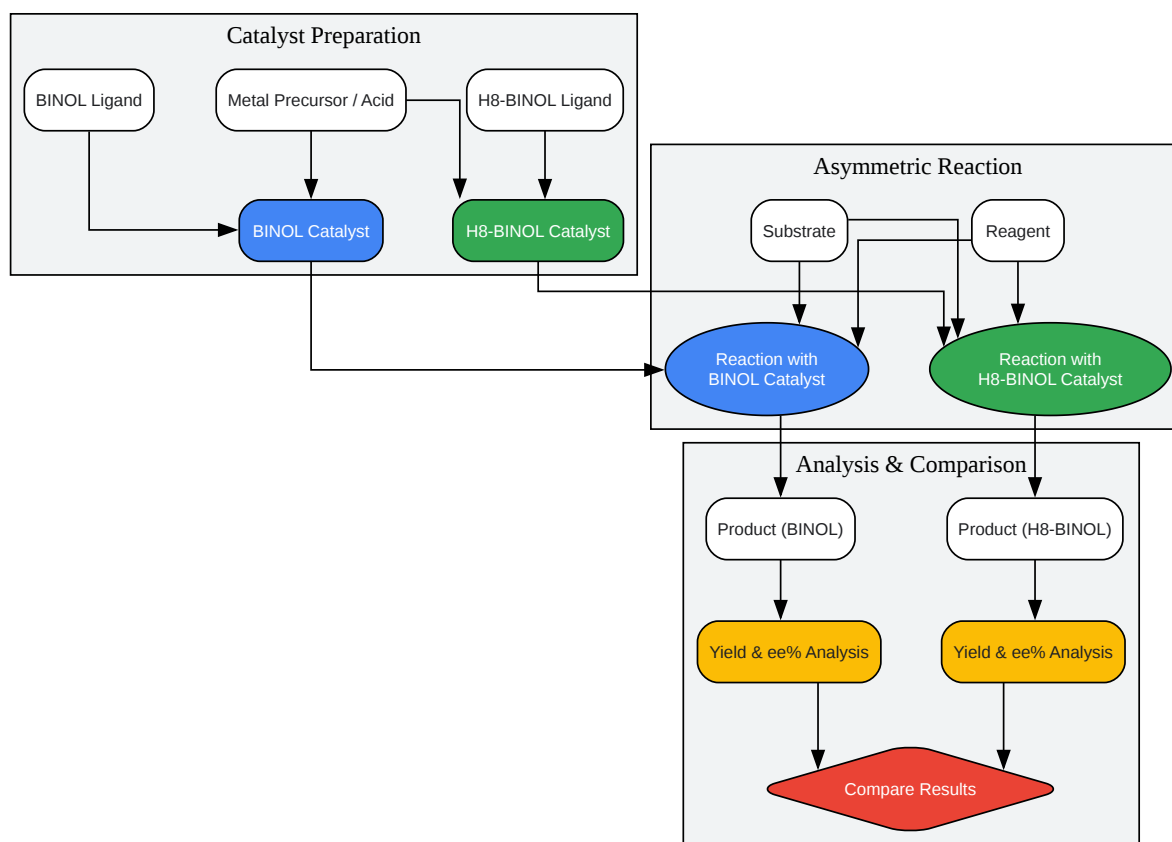 Catalyst Preparation
BINOL Ligand
Metal Precursor / Acid
H8-BINOL Ligand
BINOL Catalyst
H8-BINOL Catalyst
Asymmetric Reaction
Substrate
Reagent
Reaction with
BINOL Catalyst
Reaction with
H8-BINOL Catalyst
Analysis & Comparison
Product (BINOL)
Product (H8-BINOL)
Yield & ee% Analysis
Yield & ee% Analysis
Compare Results